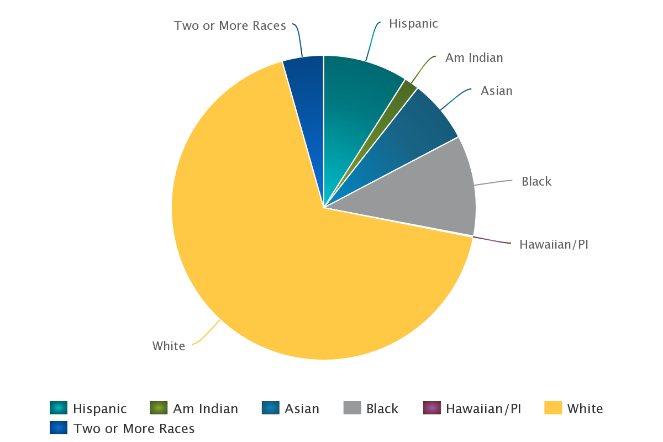 Two or More Races
Hispanic
Am Indian
Asian
Black
Hawaiian/PI
White
Hispanic Am Indian Asian Black Hawaiian/PI White
Two or More Races